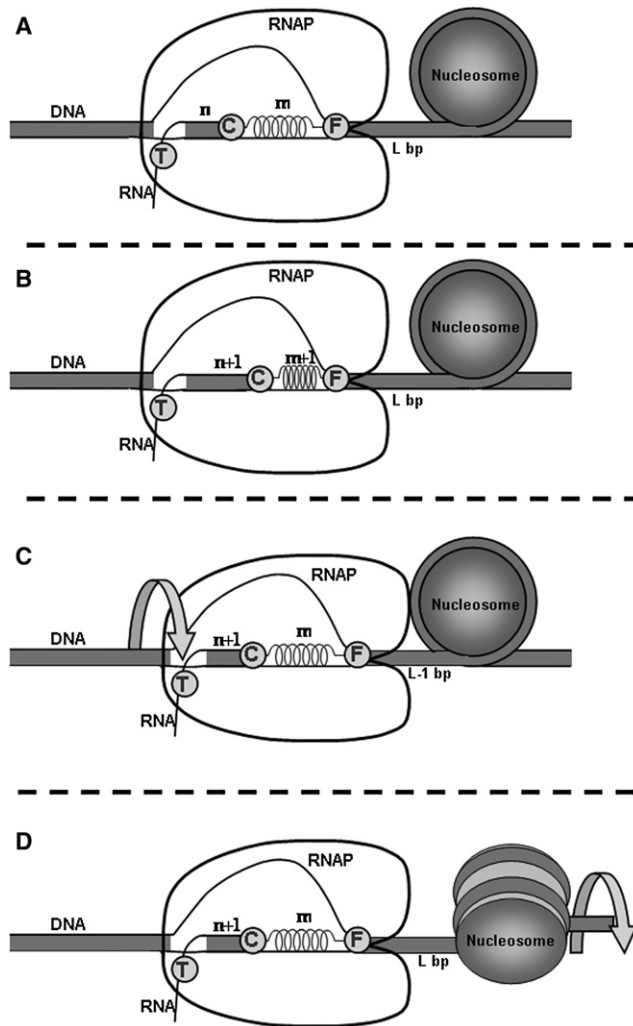 A
RNAP
Nucleosome
DNA
n
C
m
F
L bp
T
RNA
B
RNAP
Nucleosome
DNA
n+1
C
m+1
F
L bp
T
RNA
C
RNAP
Nucleosome
DNA
n+1
C
m
F
L-1 bp
T
RNA
D
RNAP
DNA
n+1
C
m
F
Nucleosome
L bp
T
RNA